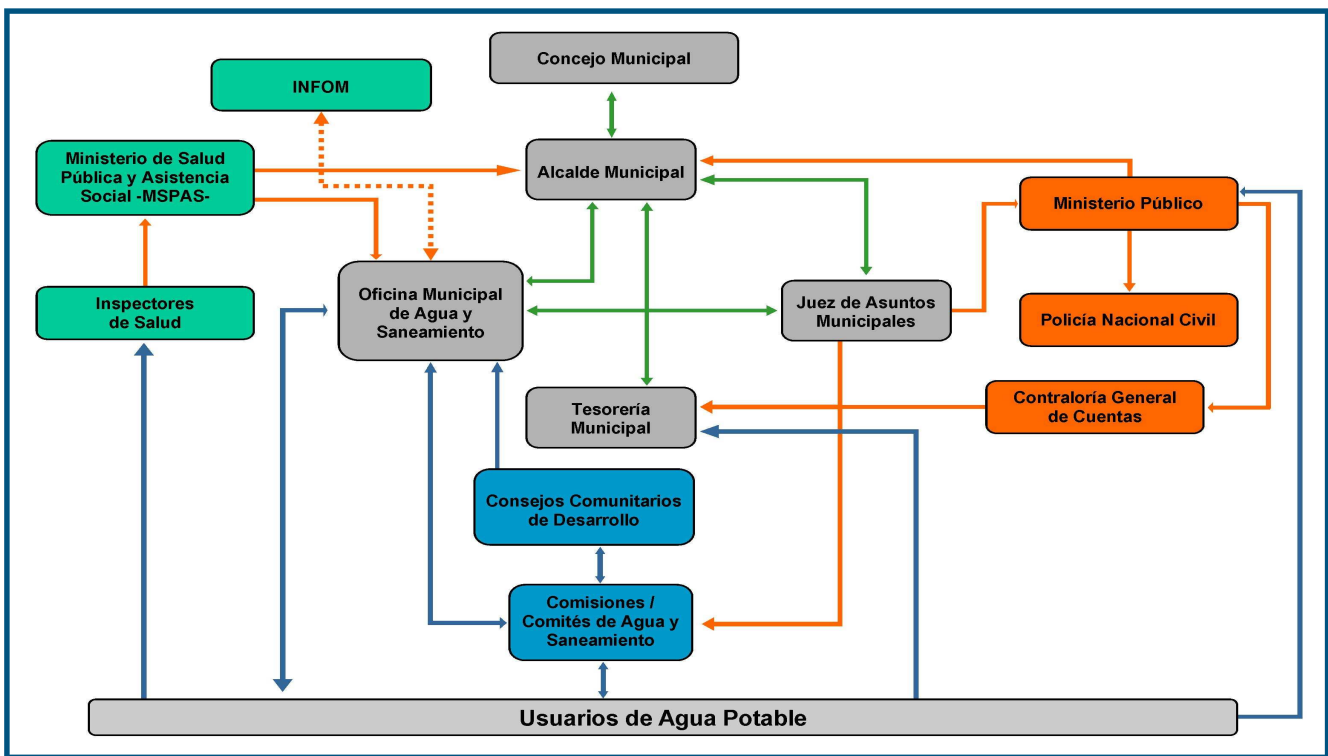 Concejo Municipal
INFOM
Ministerio de Salud
Pública y Asistencia
Social -MSPAS-
Alcalde Municipal
Ministerio Público
Inspectores
de Salud
Oficina Municipal
de Agua y
Saneamiento
Juez de Asuntos
Municipales
Policía Nacional Civil
Tesorería
Municipal
Contraloría General
de Cuentas
Consejos Comunitarios
de Desarrollo
Comisiones /
Comités de Agua y
Saneamiento
Usuarios de Agua Potable